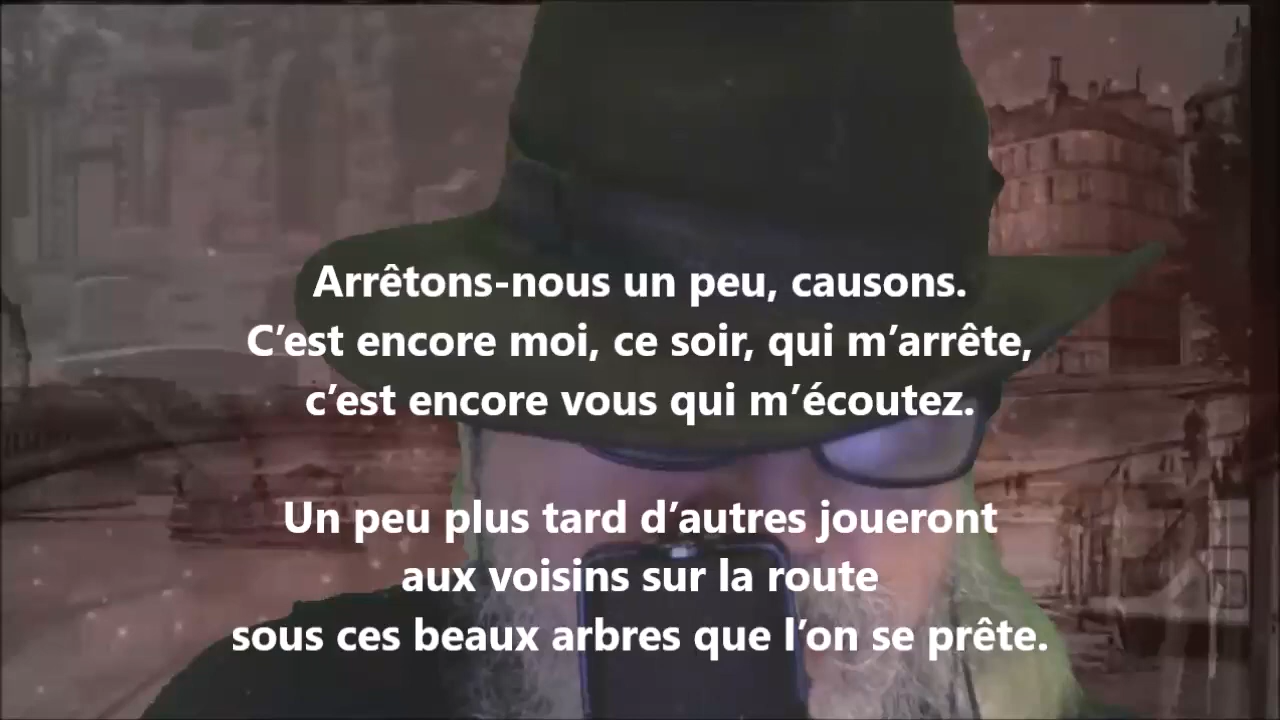 Arrêtons-nous un peu, causons.
C’est encore moi, ce soir, qui m’arrête,
c’est encore vous qui m’écoutez.
Un peu plus tard d’autres joueront
aux voisins sur la route
sous ces beaux arbres que l’on se prête.